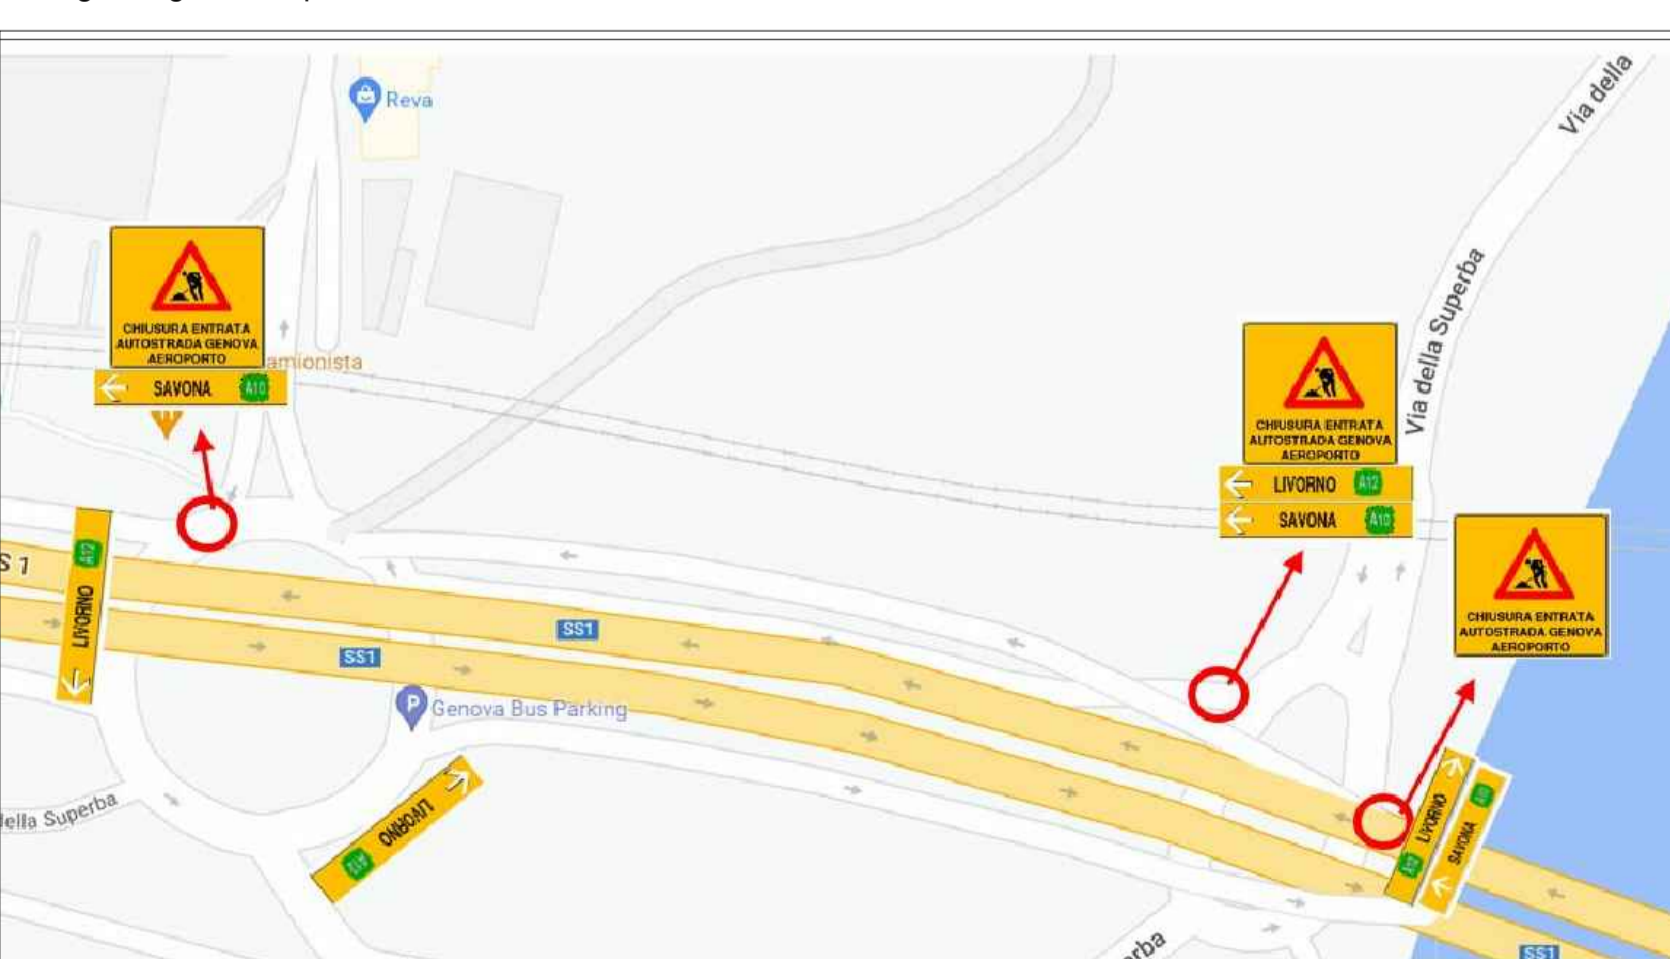 Via della
Reva
CHIUSURA ENTRATA
AUTOSTRADA GENOVA
AEROPORTO
SAVONA A10
amionista
Via della Superba
CHIUSURA ENTRATA
AUTOSTRADA GENOVA
AEROPORTO
LIVORNO A12
SAVONA A10
CHIUSURA ENTRATA
AUTOSTRADA GENOVA
AEROPORTO
S 1
A12 LIVORNO
SS1
SS1
P Genova Bus Parking
LIVORNO A12
LIVORNO A12
SAVONA A10
ella Superba
erba
SS1